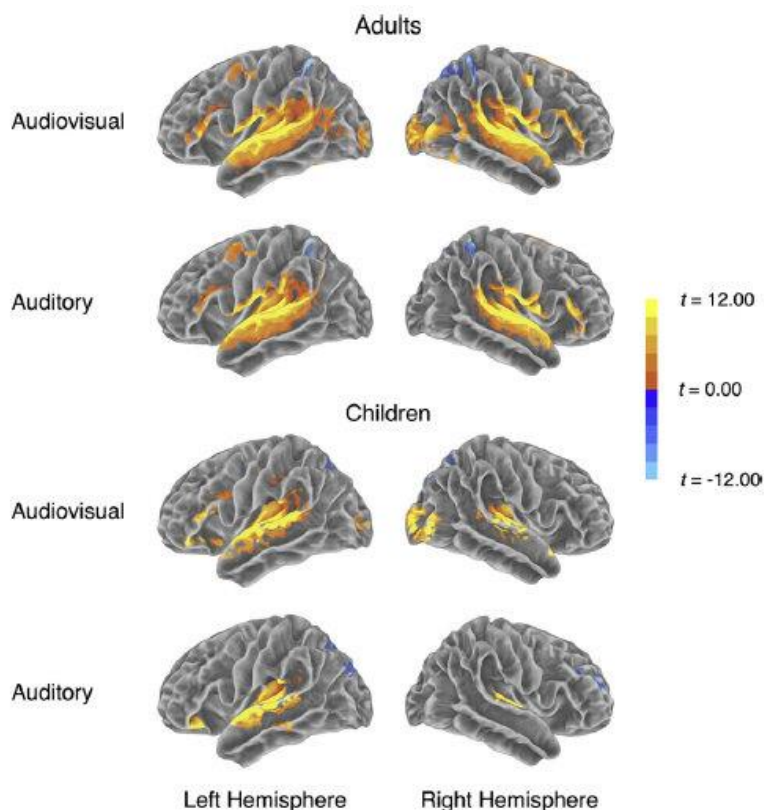 Adults
Audiovisual
Auditory
t = 12.00
t = 0.00
t = -12.00
Children
Audiovisual
Auditory
Left Hemisphere Right Hemisphere